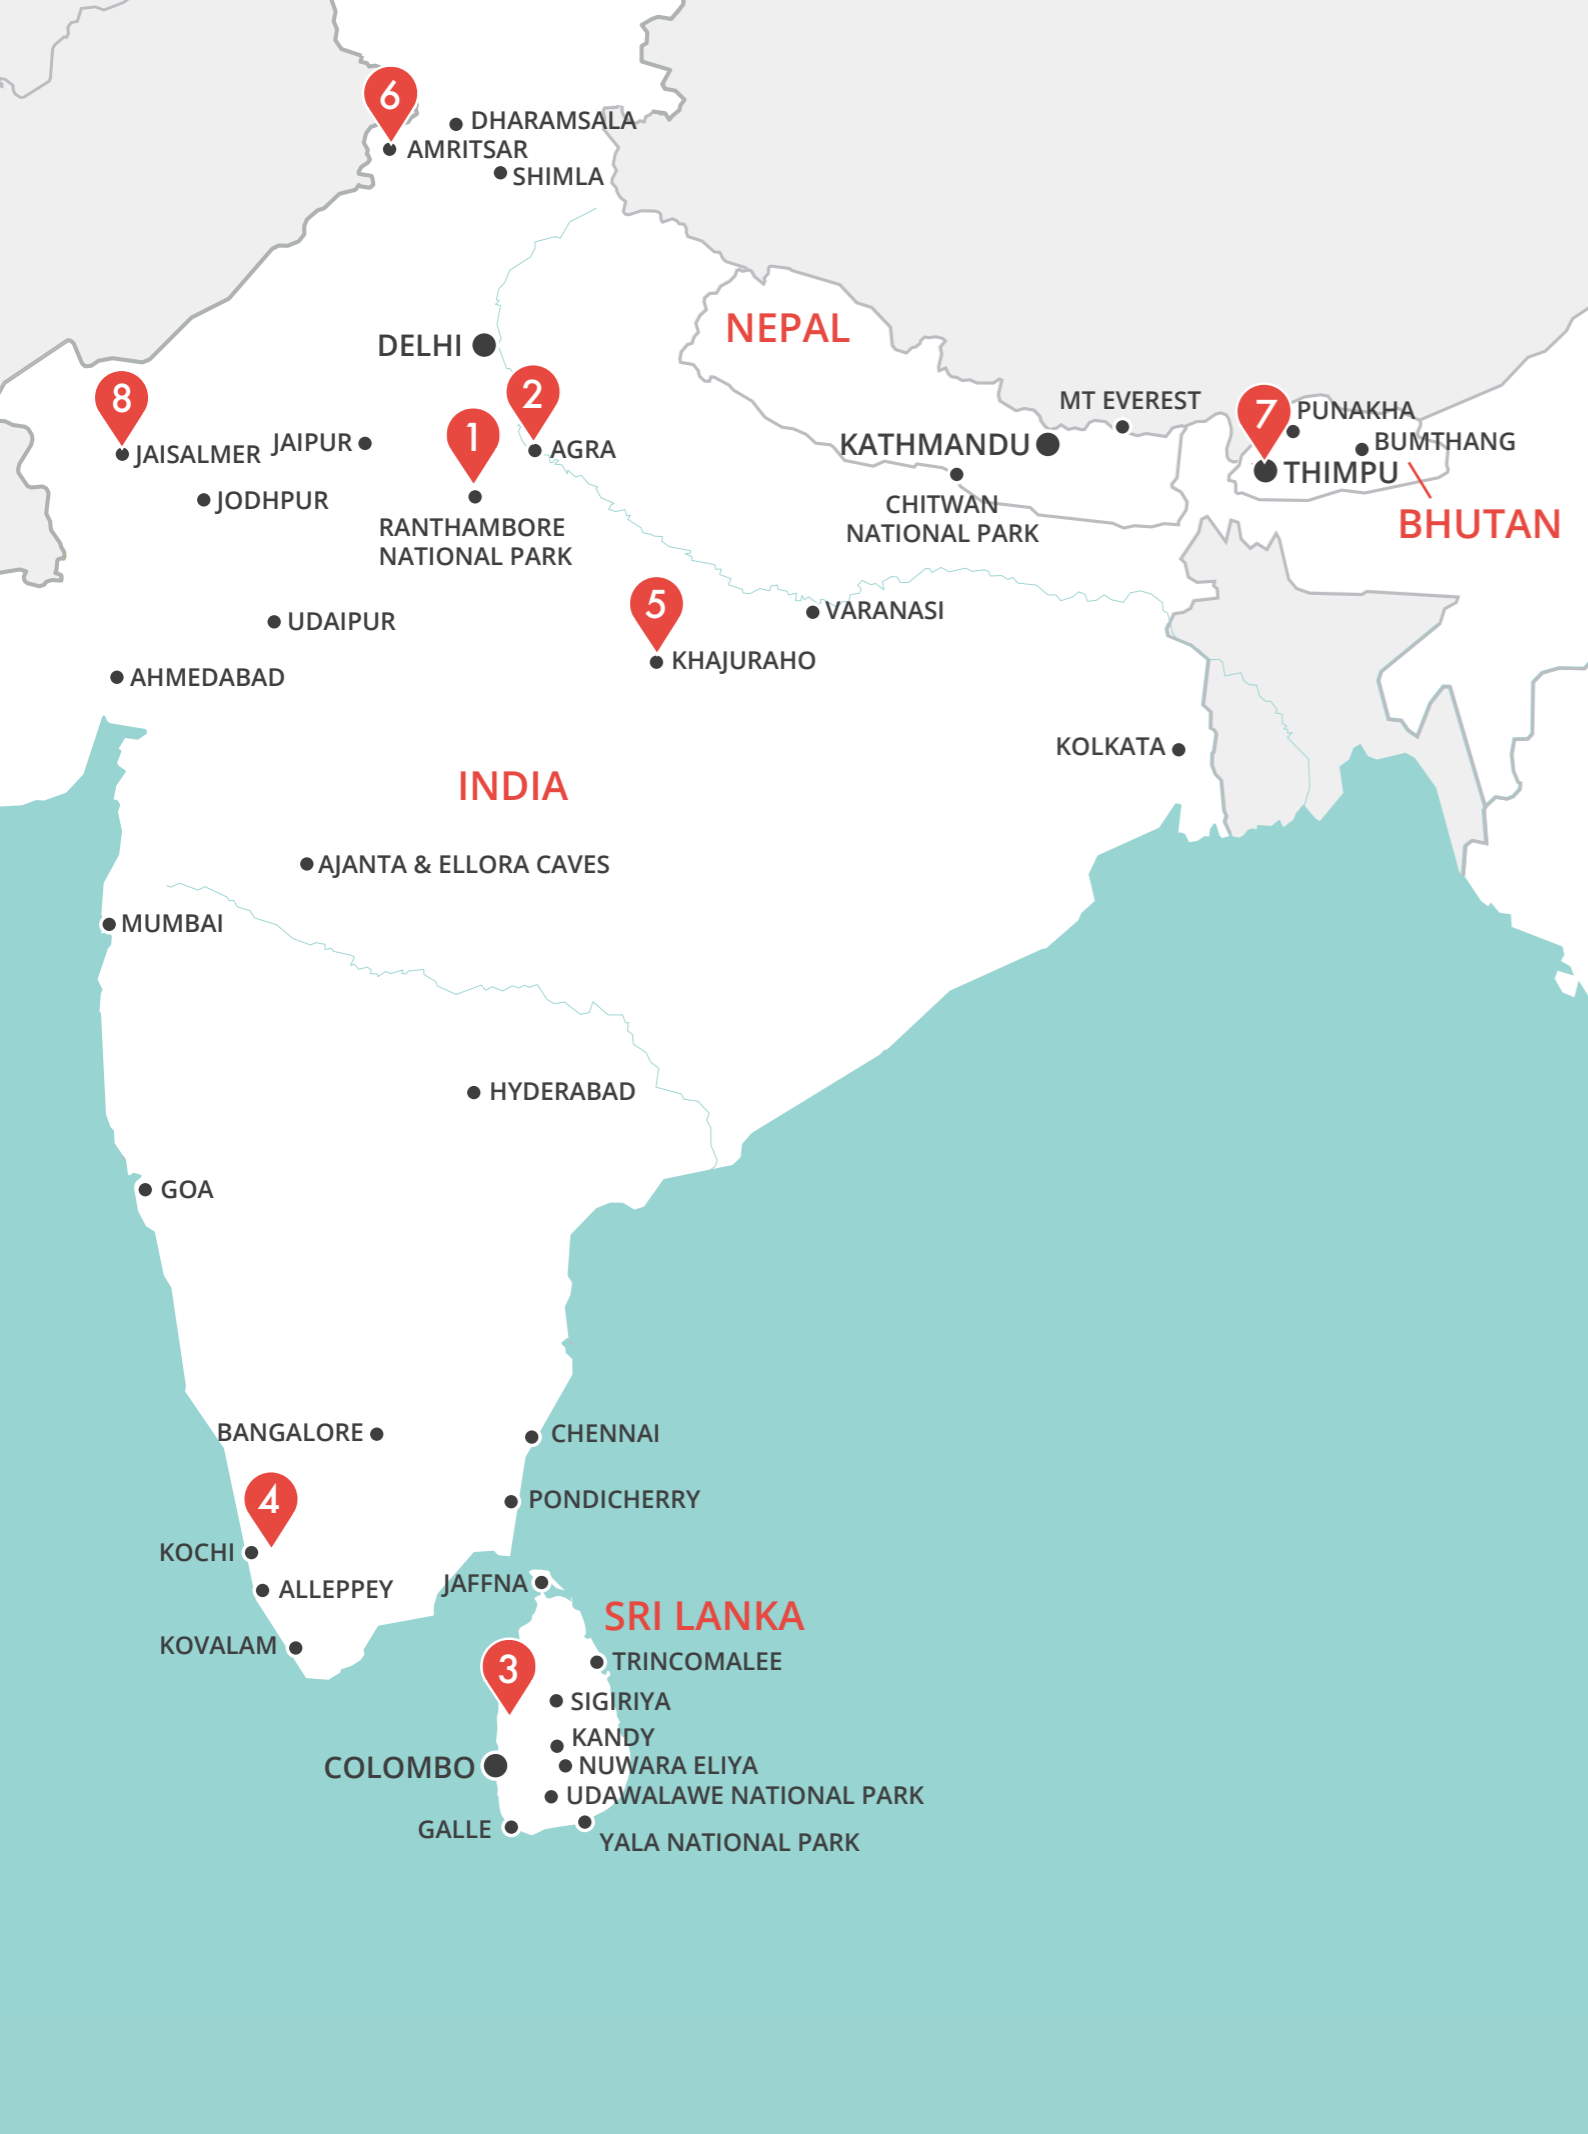 6
DHARAMSALA
AMRITSAR
SHIMLA
NEPAL
DELHI
2
8
7
MT EVEREST
PUNAKHA
1
JAISALMER
JAIPUR
AGRA
KATHMANDU
BUMTHANG
THIMPU
JODHPUR
RANTHAMBORE
NATIONAL PARK
CHITWAN
NATIONAL PARK
BHUTAN
5
UDAIPUR
VARANASI
KHAJURAHO
AHMEDABAD
KOLKATA
INDIA
AJANTA & ELLORA CAVES
MUMBAI
HYDERABAD
GOA
BANGALORE
CHENNAI
4
PONDICHERRY
KOCHI
ALLEPPEY
JAFFNA
SRI LANKA
KOVALAM
3
TRINCOMALEE
SIGIRIYA
KANDY
COLOMBO
NUWARA ELIYA
UDAWALAWE NATIONAL PARK
GALLE
YALA NATIONAL PARK